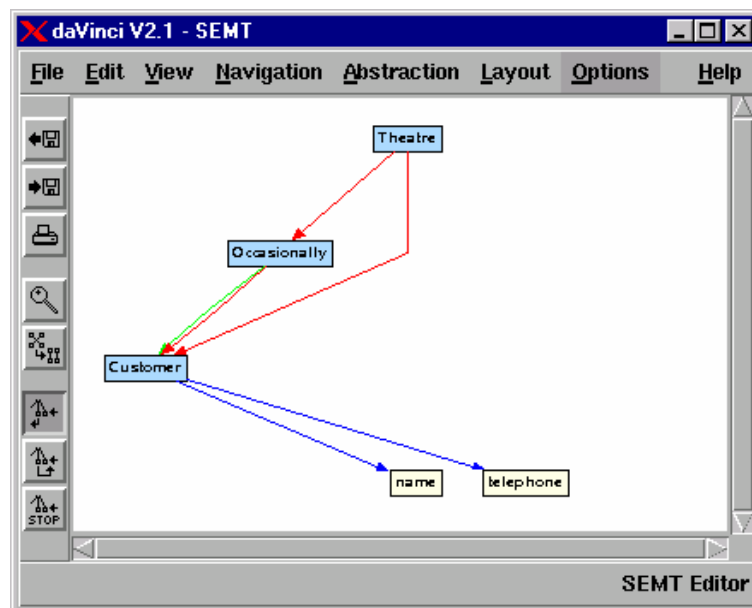 daVinci V2.1 - SEMT
File Edit View Navigation Abstraction Layout Options Help
Theatre
Occasionally
Customer
name telephone
STOP
SEMT Editor